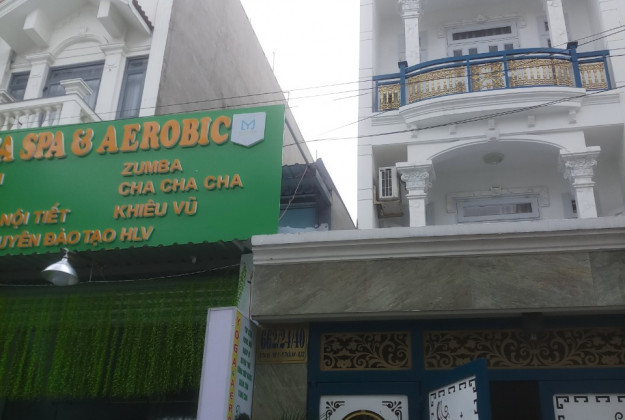 A SPA & AEROBIC
ZUMBA
CHA CHA CHA
NỘI TIẾT
KHIÊU VŨ
UYÊN ĐÀO TẠO HLV